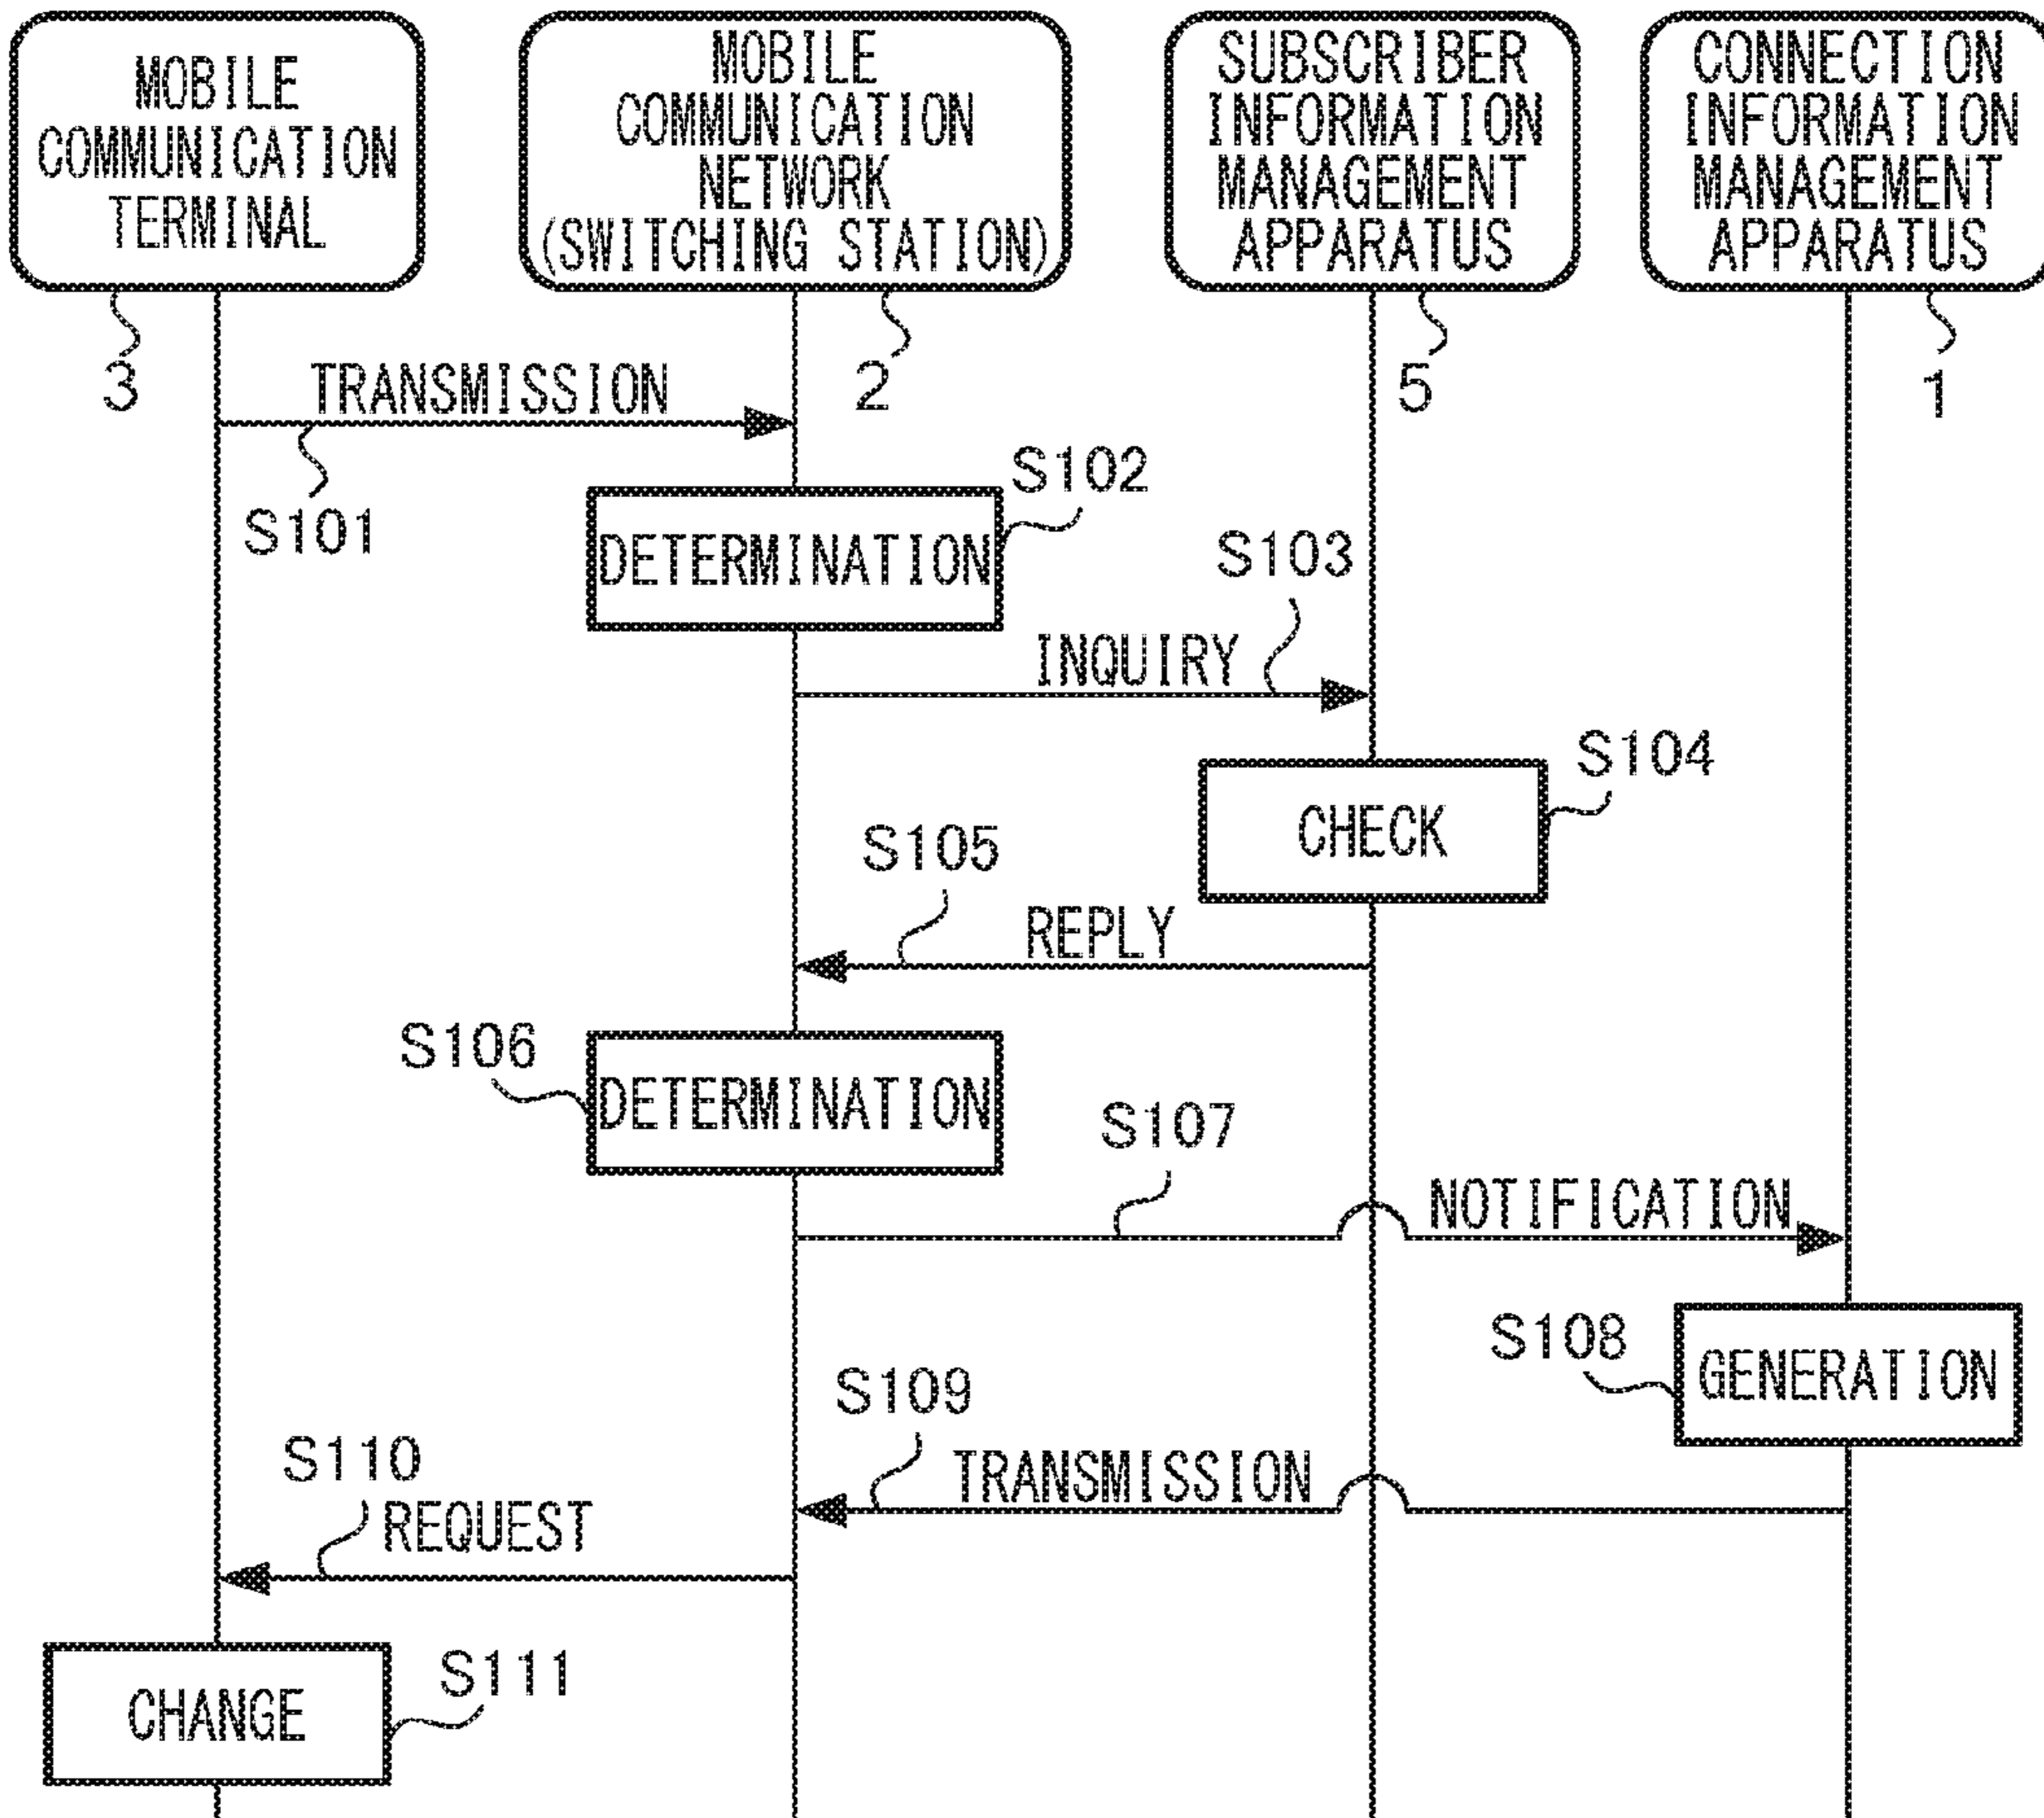 MOBILE
COMMUNICATION
TERMINAL
MOBILE
COMMUNICATION
NETWORK
(SWITCHING STATION)
SUBSCRIBER
INFORMATION
MANAGEMENT
APPARATUS
CONNECTION
INFORMATION
MANAGEMENT
APPARATUS
3
2
5
1
TRANSMISSION
S101
S102
DETERMINATION
S103
INQUIRY
S104
CHECK
S105
REPLY
S106
DETERMINATION
S107
NOTIFICATION
S108
GENERATION
S109
TRANSMISSION
S110
REQUEST
S111
CHANGE